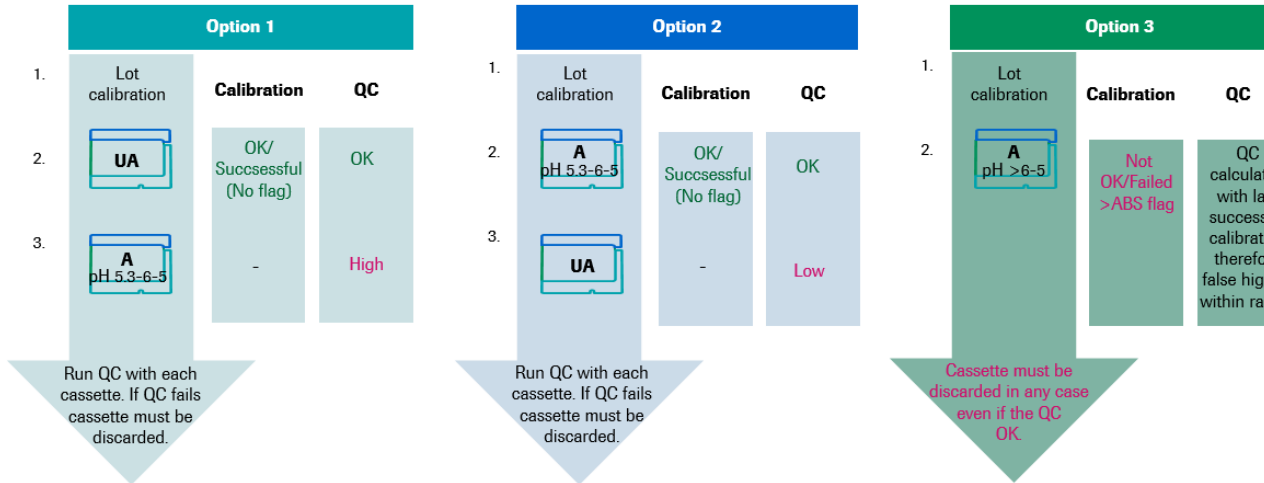 Option 1
1.
Lot
calibration
Calibration
QC
2.
UA
OK/
Succsessful
(No flag)
OK
3.
A
pH 5.3-6-5
-
High
Run QC with each
cassette. If QC fails
cassette must be
discarded.
Option 2
1.
Lot
calibration
Calibration
QC
2.
A
pH 5.3-6-5
OK/
Succsessful
(No flag)
OK
3.
UA
-
Low
Run QC with each
cassette. If QC fails
cassette must be
discarded.
Option 3
1.
Lot
calibration
Calibration
QC
2.
A
pH >6-5
Not
OK/Failed
>ABS flag
QC
with
Cassette must be
discarded in any case
even if the QC
OK.